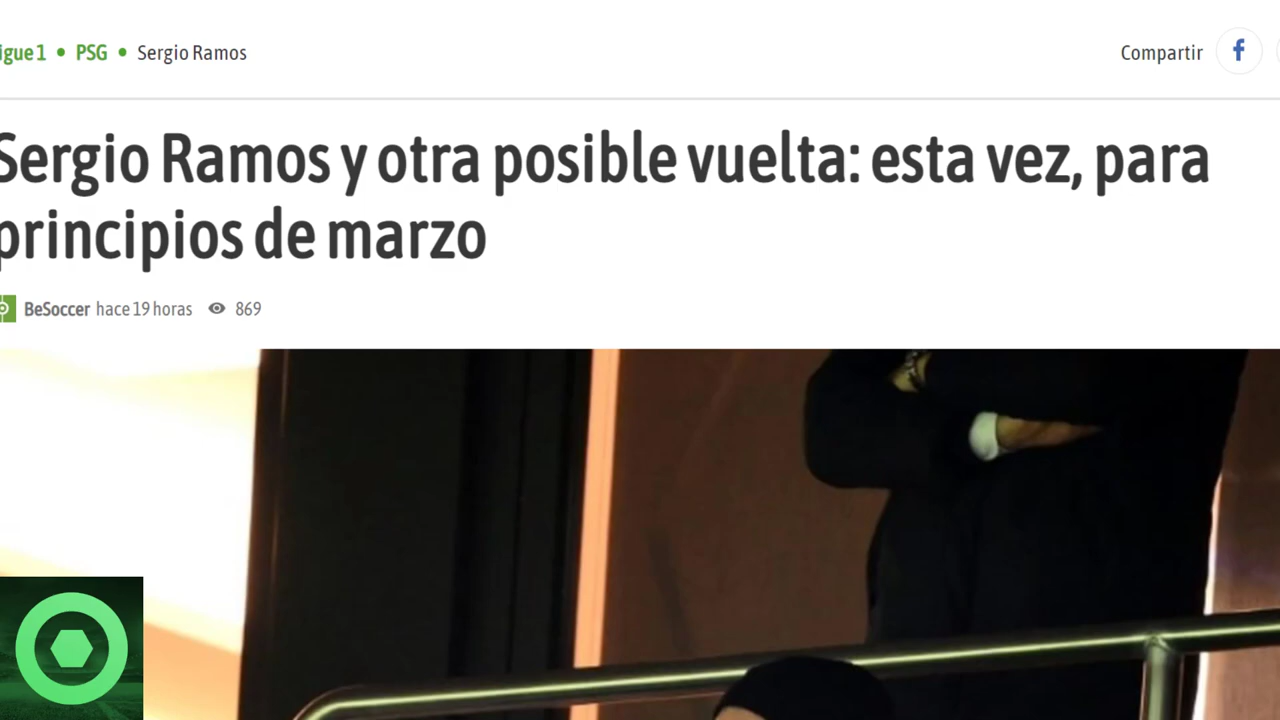 igue 1 • PSG • Sergio Ramos
Compartir
Sergio Ramos y otra posible vuelta: esta vez, para
principios de marzo
BeSoccer hace 19 horas 869